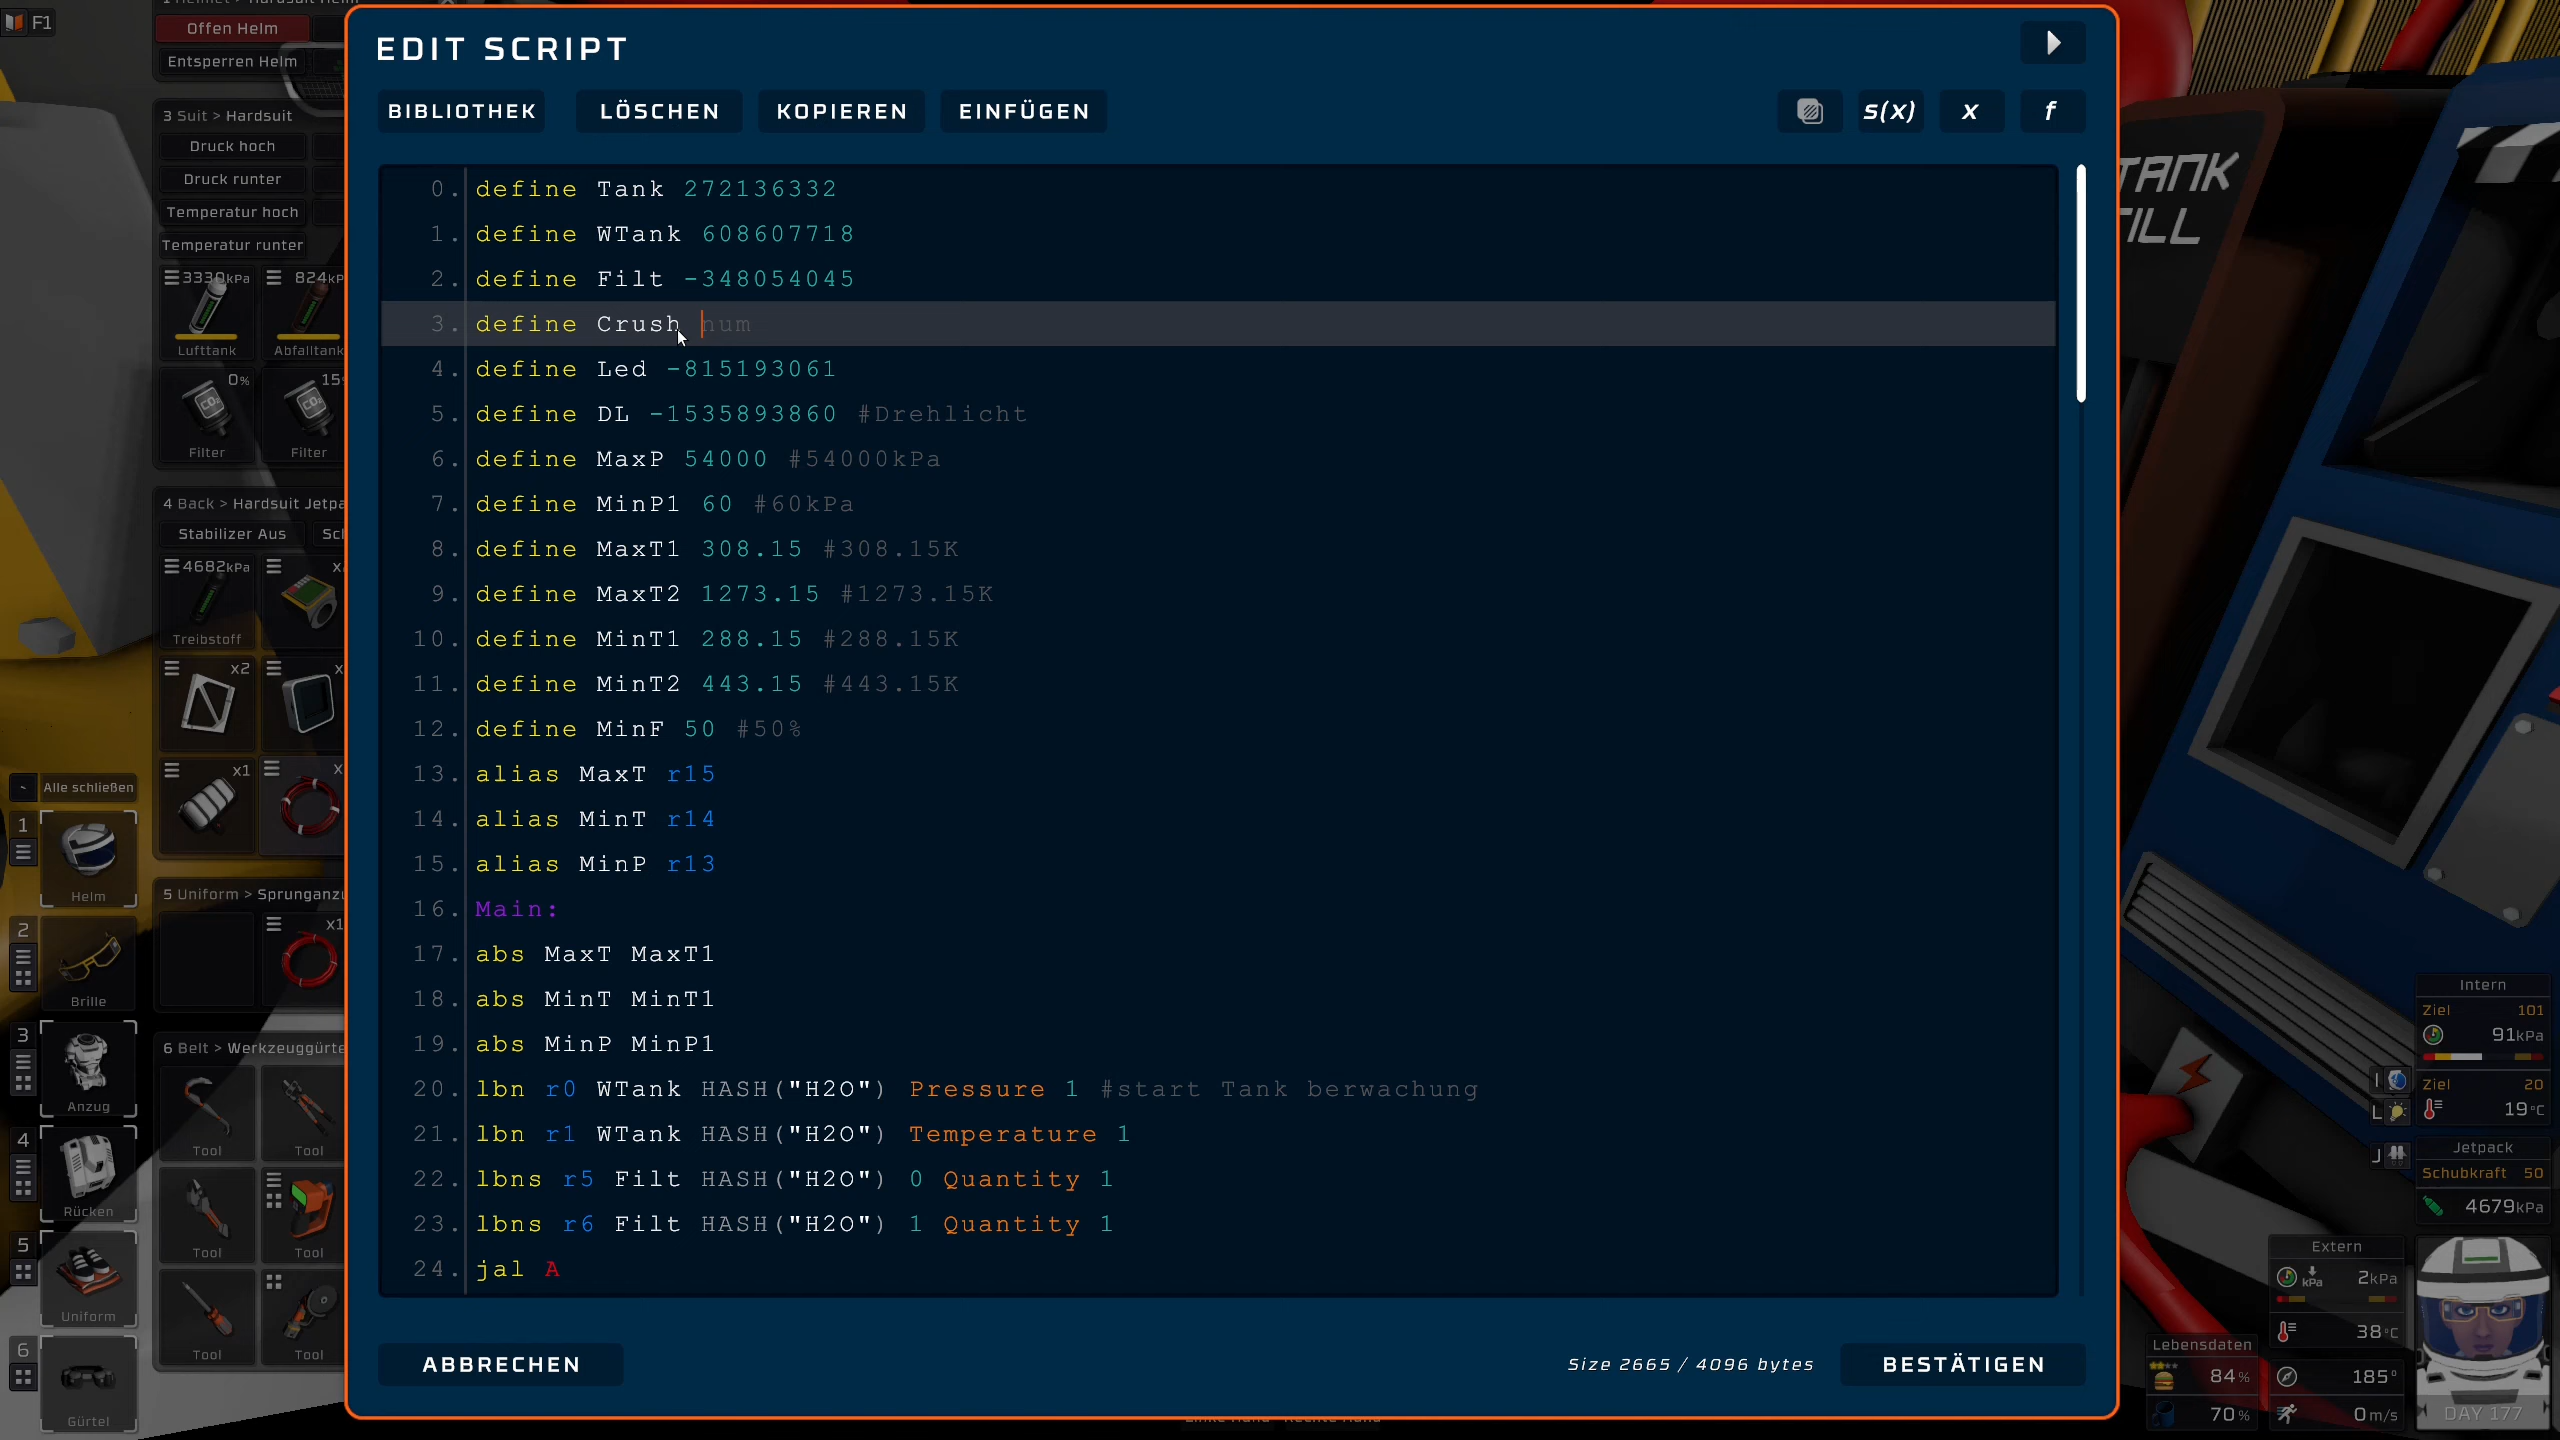 F1
Offen Helm
Entsperren Helm
3 Suit > Hardsuit
Druck hoch
Druck runter
Temperatur hoch
Temperatur runter
3330kPa
824kP
Lufttank
Abfalltank
0%
15%
Filter
Filter
4 Back > Hardsuit Jetpa
Stabilizer Aus
Sc
4682kPa
x
Treibstoff
x2
x
x1
x
5 Uniform > Sprunganzu
x1
6 Belt > Werkzeuggürte
Tool
Tool
Tool
Tool
Tool
Tool
~
Alle schließen
1
Helm
2
Brille
3
Anzug
4
Rücken
5
Uniform
6
Gürtel
EDIT SCRIPT
BIBLIOTHEK LÖSCHEN KOPIEREN EINFÜGEN
S(X) X f
0. define Tank 272136332
1. define WTank 608607718
2. define Filt -348054045
3. define Crush num
4. define Led -815193061
5. define DL -1535893860 #Drehlicht
6. define MaxP 54000 #54000kPa
7. define MinP1 60 #60kPa
8. define MaxT1 308.15 #308.15K
9. define MaxT2 1273.15 #1273.15K
10. define MinT1 288.15 #288.15K
11. define MinT2 443.15 #443.15K
12. define MinF 50 #50%
13. alias MaxT r15
14. alias MinT r14
15. alias MinP r13
16. Main:
17. abs MaxT MaxT1
18. abs MinT MinT1
19. abs MinP MinP1
20. lbn r0 WTank HASH("H2O") Pressure 1 #start Tank berwachung
21. lbn r1 WTank HASH("H2O") Temperature 1
22. lbns r5 Filt HASH("H2O") 0 Quantity 1
23. lbns r6 Filt HASH("H2O") 1 Quantity 1
24. jal A
ABBRECHEN
Size 2665 / 4096 bytes
BESTÄTIGEN
TANK
FILL
Intern
Ziel 101
91kPa
Ziel 20
19°C
I
L
J
Jetpack
Schubkraft 50
4679kPa
Extern
kPa
2kPa
38°C
185°
0m/s
Lebensdaten
84%
70%
DAY 177